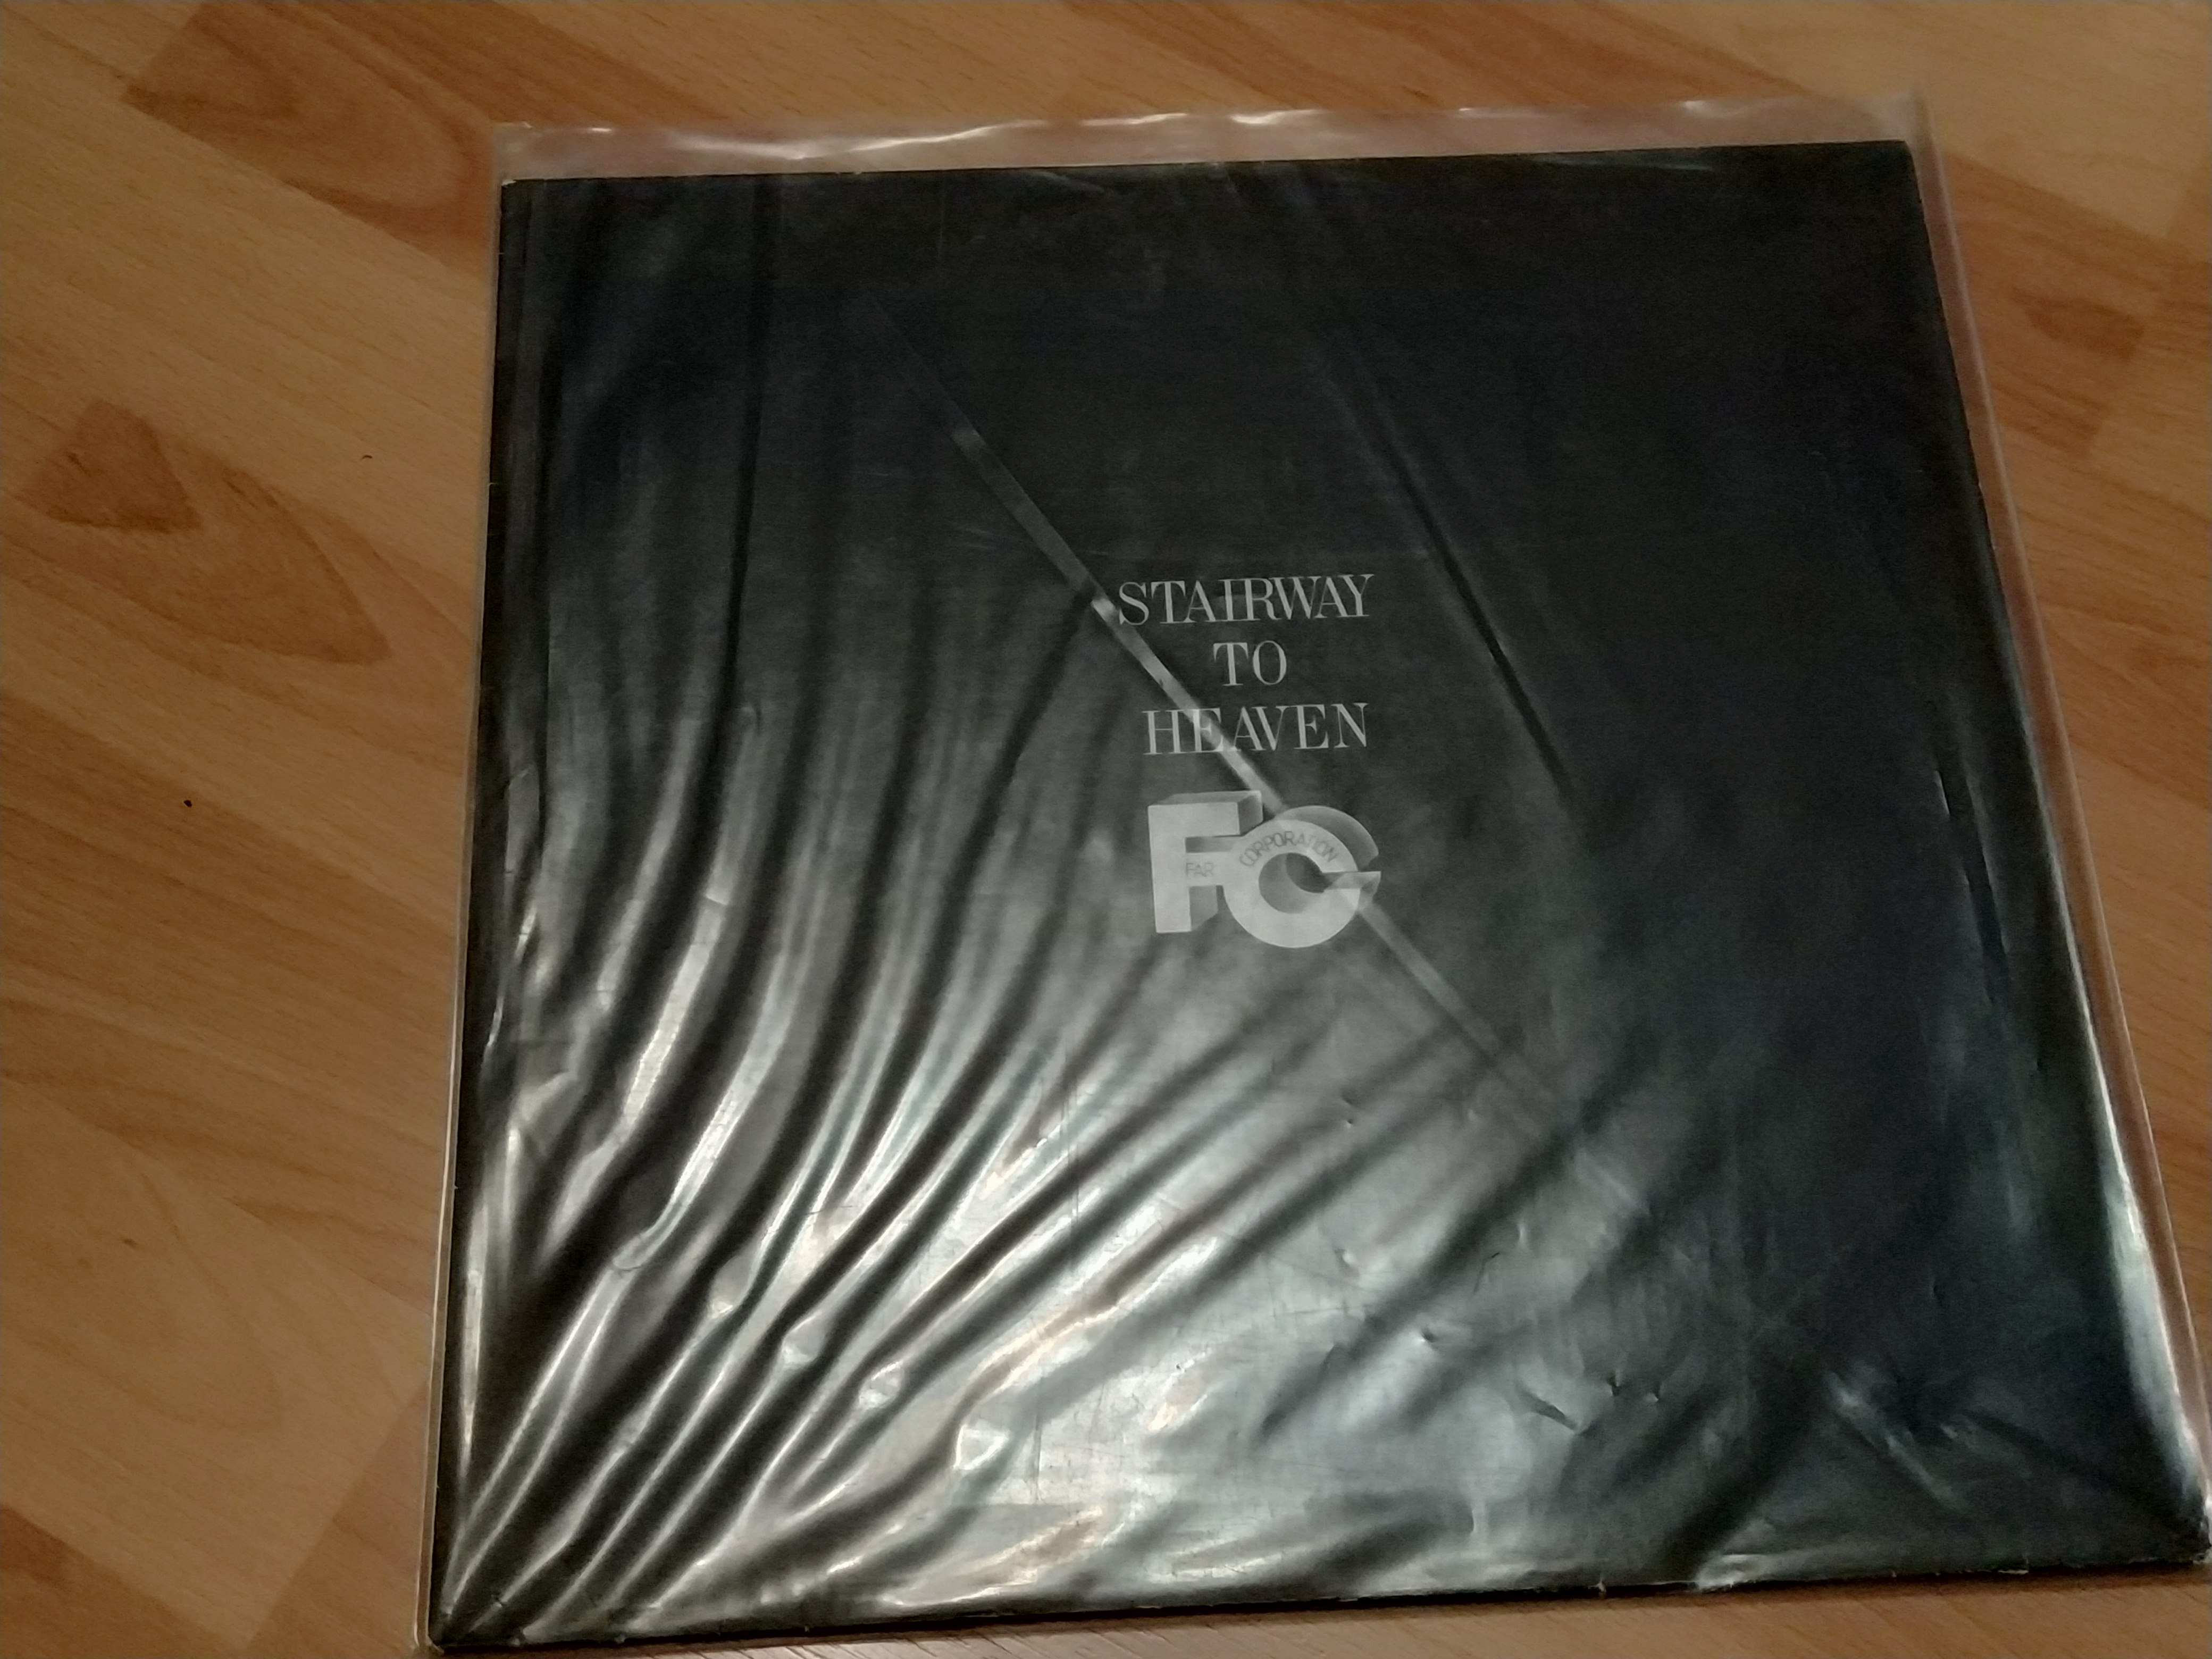 STAIRWAY
TO
HEAVEN
FC
FAR CORPORATION